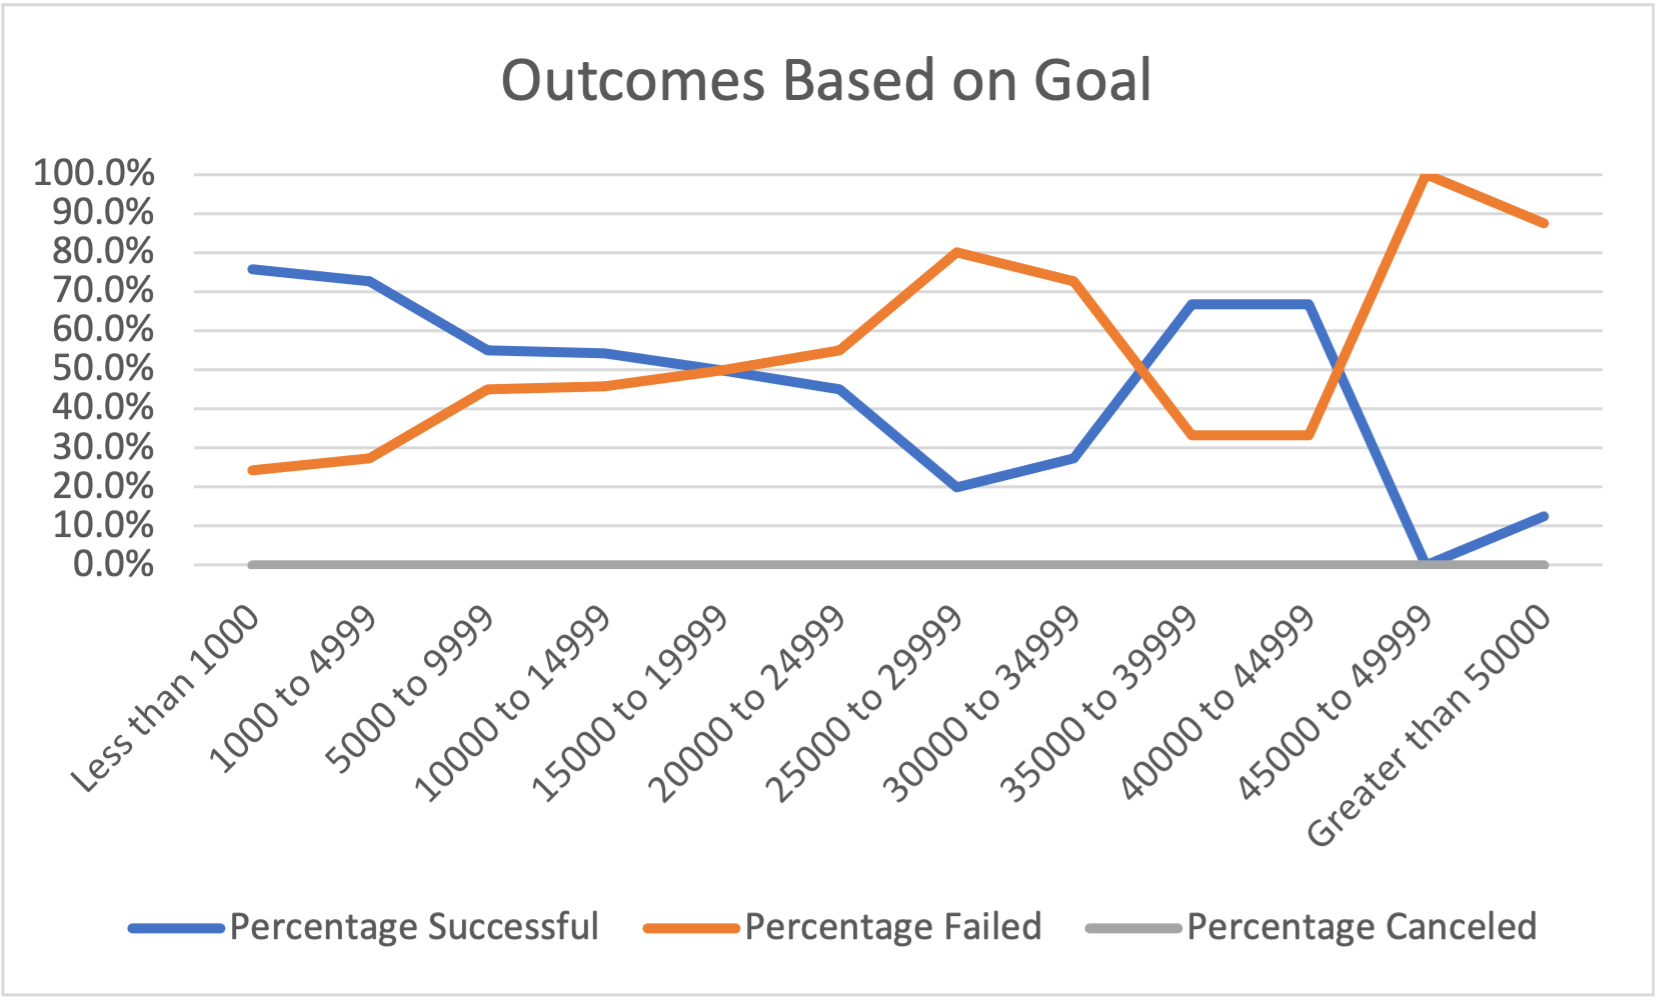 Outcomes Based on Goal
100.0%
90.0%
80.0%
70.0%
60.0%
50.0%
40.0%
30.0%
20.0%
10.0%
0.0%
Less than 1000
1000 to 4999
5000 to 9999
10000 to 14999
15000 to 19999
20000 to 24999
25000 to 29999
30000 to 34999
35000 to 39999
40000 to 44999
45000 to 49999
Greater than 50000
Percentage Successful
Percentage Failed
Percentage Canceled